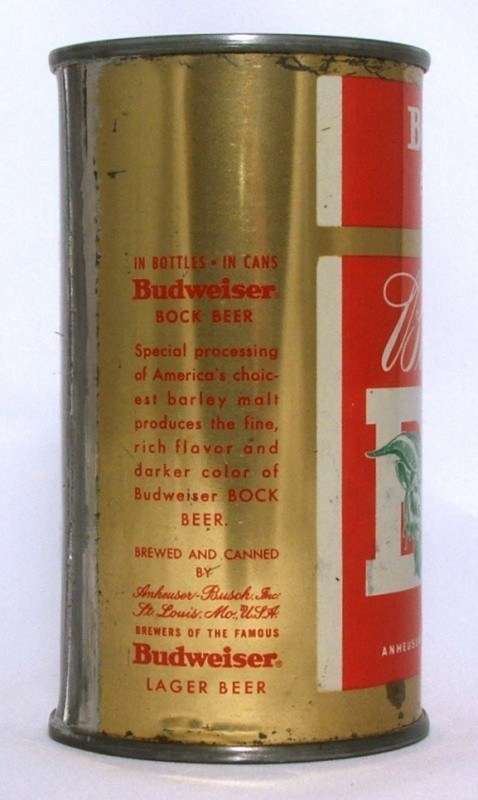 IN BOTTLES • IN CANS
Budweiser®
BOCK BEER
Special processing
of America's choic-
est barley malt
produces the fine,
rich flavor and
darker color of
Budweiser BOCK
BEER.
BREWED AND CANNED
BY
Anheuser-Busch, Inc.
St. Louis, Mo., U.S.A.
BREWERS OF THE FAMOUS
Budweiser®
LAGER BEER
B
B
ANHEUS